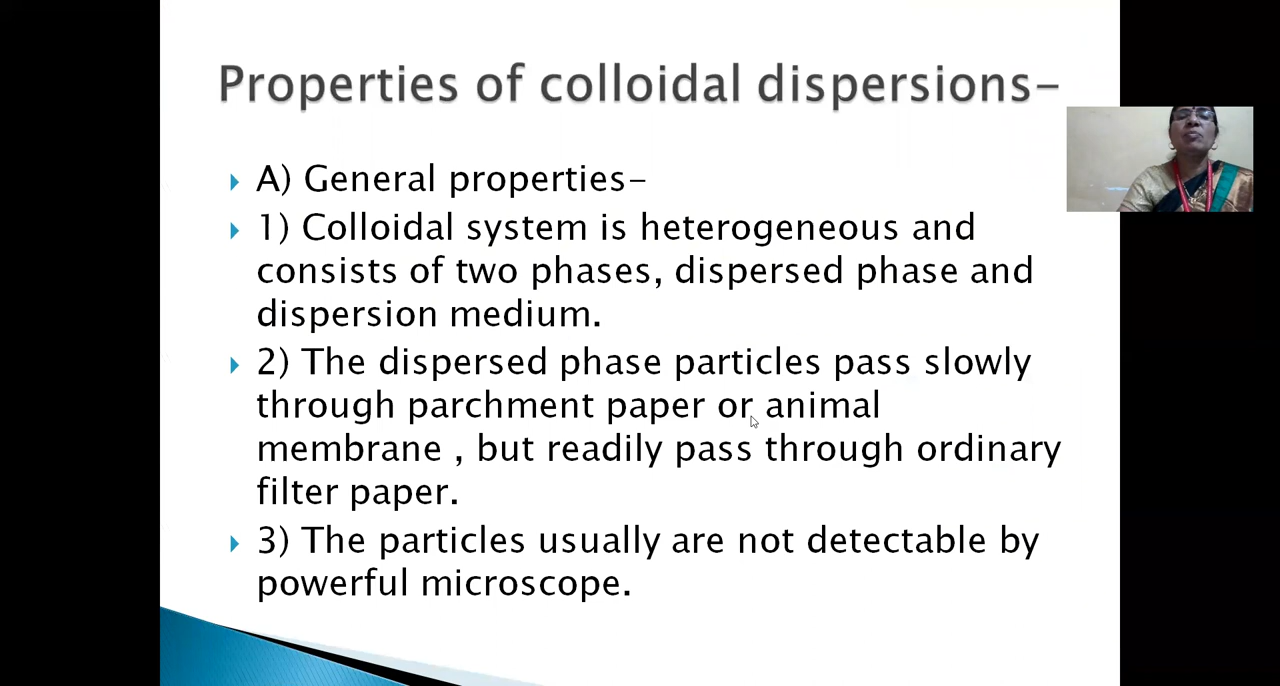 Properties of colloidal dispersions-
A) General properties-
1) Colloidal system is heterogeneous and
consists of two phases, dispersed phase and
dispersion medium.
2) The dispersed phase particles pass slowly
through parchment paper or animal
membrane , but readily pass through ordinary
filter paper.
3) The particles usually are not detectable by
powerful microscope.